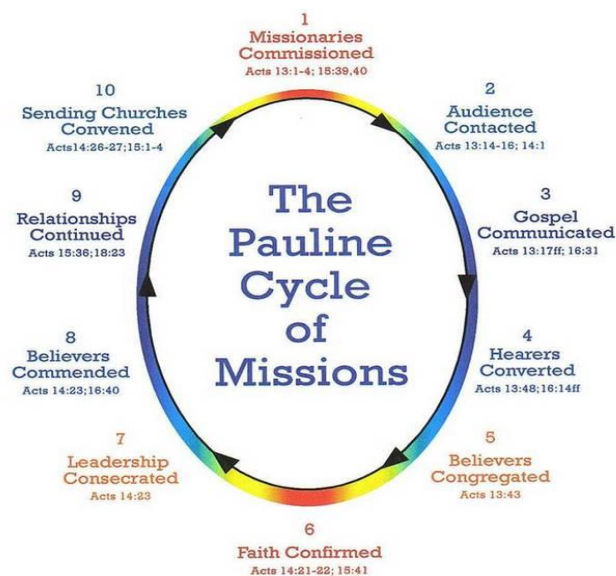 1
Missionaries
Commissioned
Acts 13:1-4; 15:39,40
2
Audience
Contacted
Acts 13:14-16; 14:1
3
Gospel
Communicated
Acts 13:17ff; 16:31
4
Hearers
Converted
Acts 13:48;16:14ff
5
Believers
Congregated
Acts 13:43
6
Faith Confirmed
Acts 14:21-22; 15:41
7
Leadership
Consecrated
Acts 14:23
8
Believers
Commended
Acts 14:23;16:40
9
Relationships
Continued
Acts 15:36;18:23
10
Sending Churches
Convened
Acts14:26-27;15:1-4
The
Pauline
Cycle
of
Missions